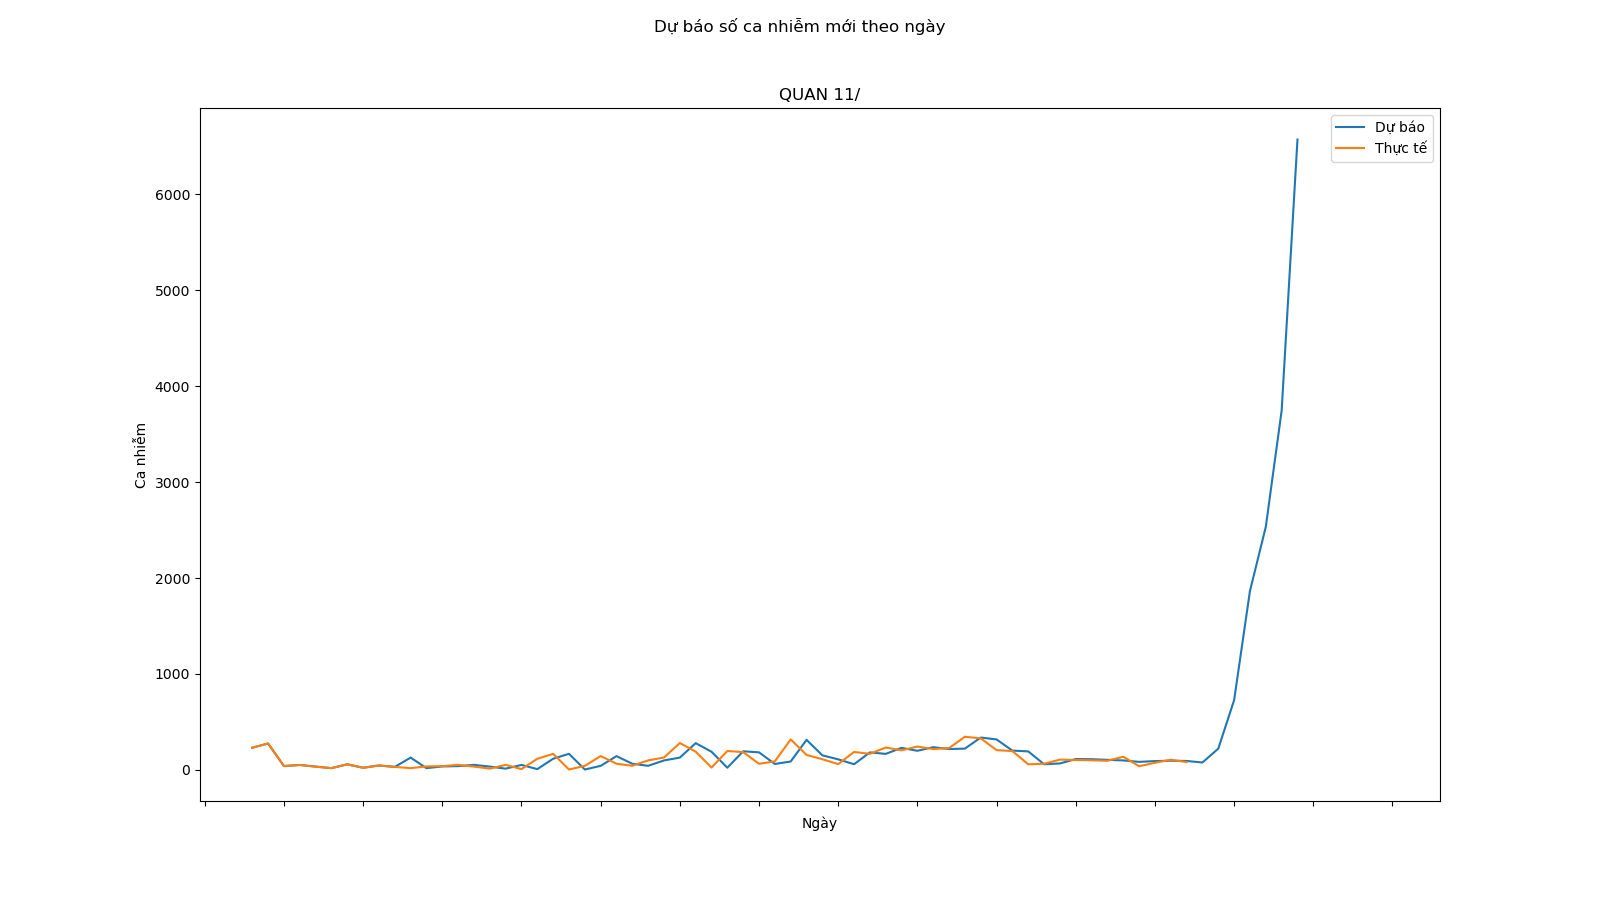 Dự báo số ca nhiễm mới theo ngày
QUAN 11/
Dự báo
Thực tế
6000
5000
4000
3000
2000
1000
0
Ca nhiễm
Ngày